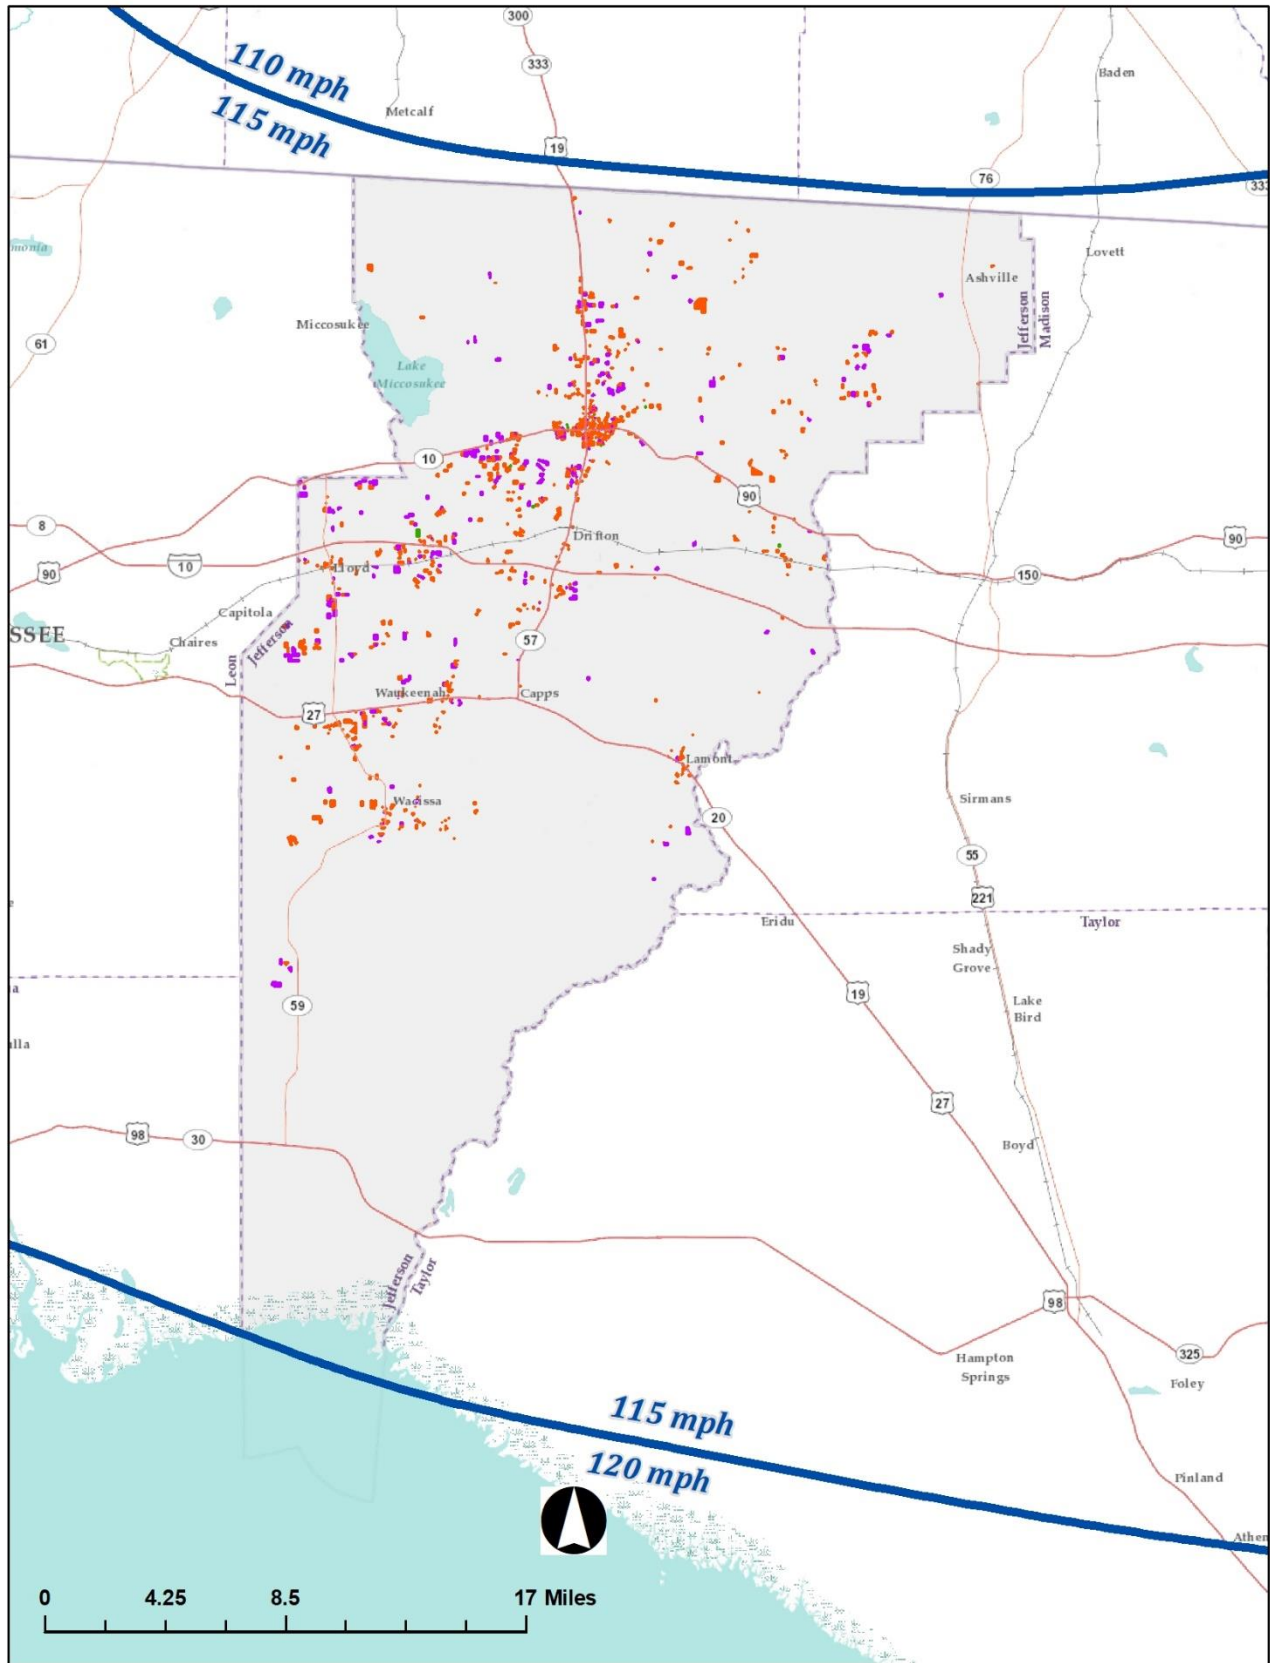 300
333
110 mph
115 mph
Baden
Metcalf
19
76
333
Lovett
Ashville
Miccosukee
Jefferson
Madison
61
Lake
Miccosukee
10
90
8
Drifton
90
10
Lloyd
90
150
Capitola
SSEE
Chaires
Jefferson
Leon
57
Waukeenah
Capps
27
Lamont
Wacissa
Sirmans
20
55
221
Eridu
Taylor
Shady
Grove
19
59
Lake
Bird
lla
27
98
30
Boyd
Jefferson
Taylor
98
325
Hampton
Springs
Foley
115 mph
120 mph
Pinland
Athen
0 4.25 8.5 17 Miles